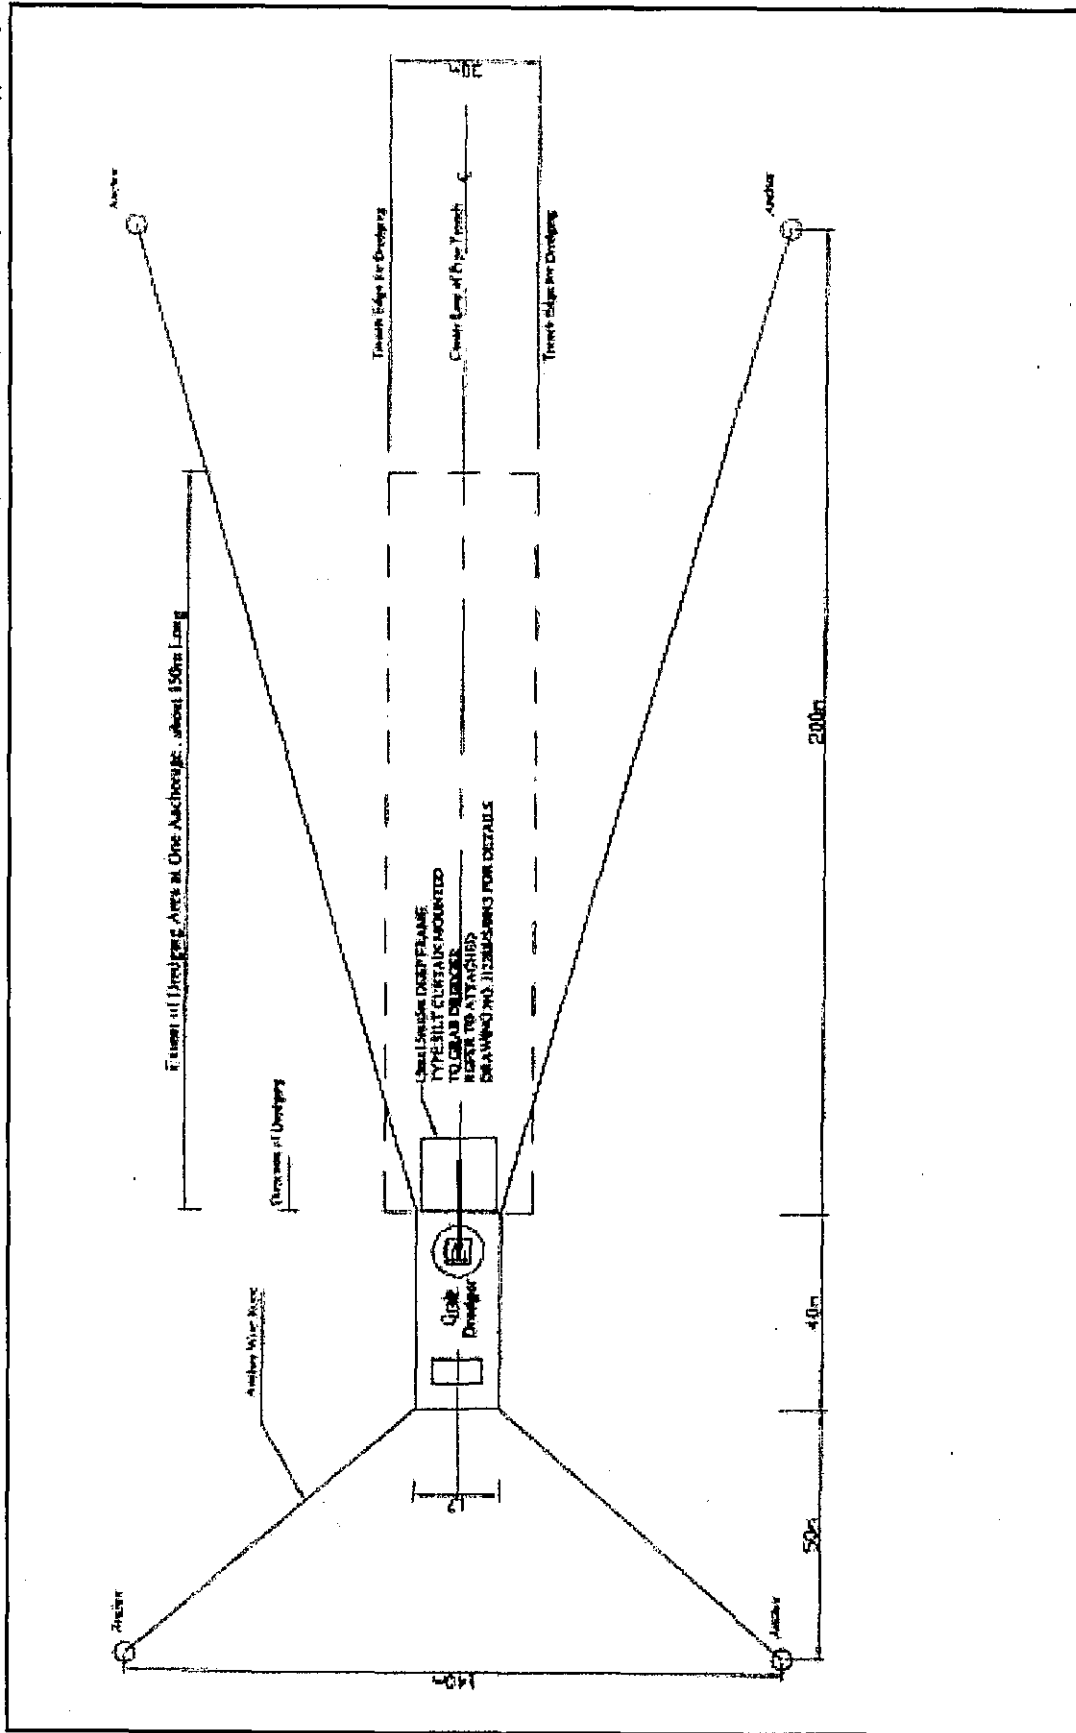 Anchor
Anchor
Trench Edge for Dredging
Center Line of Pipe Trench
Trench Edge for Dredging
Extent of Dredging Area at One Anchorage, about 150m Long
Direction of Dredging
TYPE SILT CURTAIN MOUNTED
TO GRAB DREDGER
REFER TO ATTACHED
FOR DETAILS
Anchor Wire Rope
Grab
Dredger
200m
40m
50m
140m
Anchor
Anchor